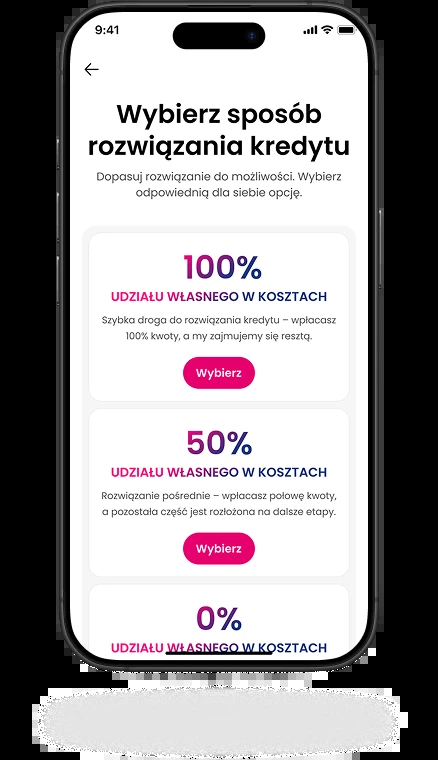 9:41
Wybierz sposób
rozwiązania kredytu
Dopasuj rozwiązanie do możliwości. Wybierz
odpowiednią dla siebie opcję.
100%
UDZIAŁU WŁASNEGO W KOSZTACH
Szybka droga do rozwiązania kredytu – wpłacasz
100% kwoty, a my zajmujemy się resztą.
Wybierz
50%
UDZIAŁU WŁASNEGO W KOSZTACH
Rozwiązanie pośrednie – wpłacasz połowę kwoty,
a pozostała część jest rozłożona na dalsze etapy.
Wybierz
0%
UDZIAŁU WŁASNEGO W KOSZTACH